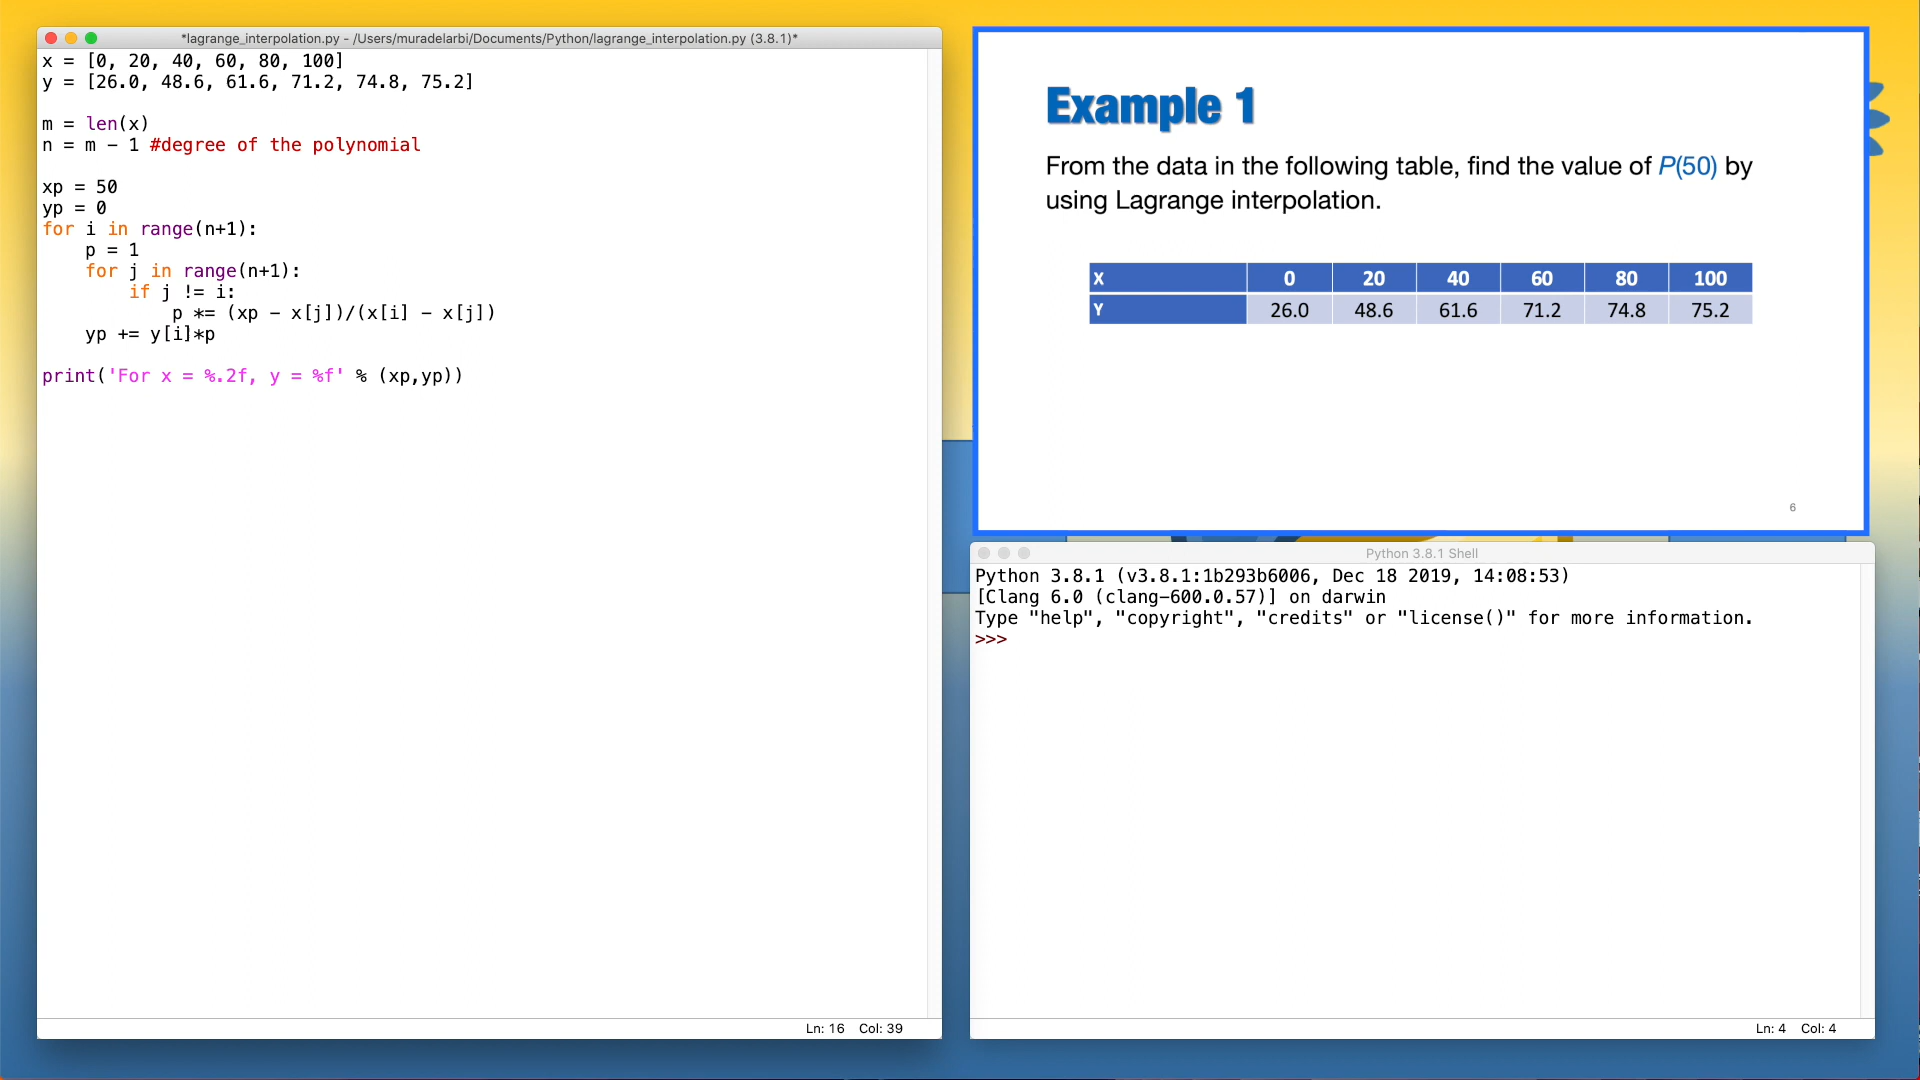 *lagrange_interpolation.py - /Users/muradelarbi/Documents/Python/lagrange_interpolation.py (3.8.1)*
x = [0, 20, 40, 60, 80, 100]
y = [26.0, 48.6, 61.6, 71.2, 74.8, 75.2]
m = len(x)
n = m - 1 #degree of the polynomial
xp = 50
yp = 0
for i in range(n+1):
    p = 1
    for j in range(n+1):
        if j != i:
            p *= (xp - x[j])/(x[i] - x[j])
    yp += y[i]*p
print('For x = %.2f, y = %f' % (xp,yp))
Ln: 16 Col: 39
Example 1
From the data in the following table, find the value of P(50) by
using Lagrange interpolation.
X 0 20 40 60 80 100
Y 26.0 48.6 61.6 71.2 74.8 75.2
6
Python 3.8.1 Shell
Python 3.8.1 (v3.8.1:1b293b6006, Dec 18 2019, 14:08:53)
[Clang 6.0 (clang-600.0.57)] on darwin
Type "help", "copyright", "credits" or "license()" for more information.
>>>
Ln: 4 Col: 4